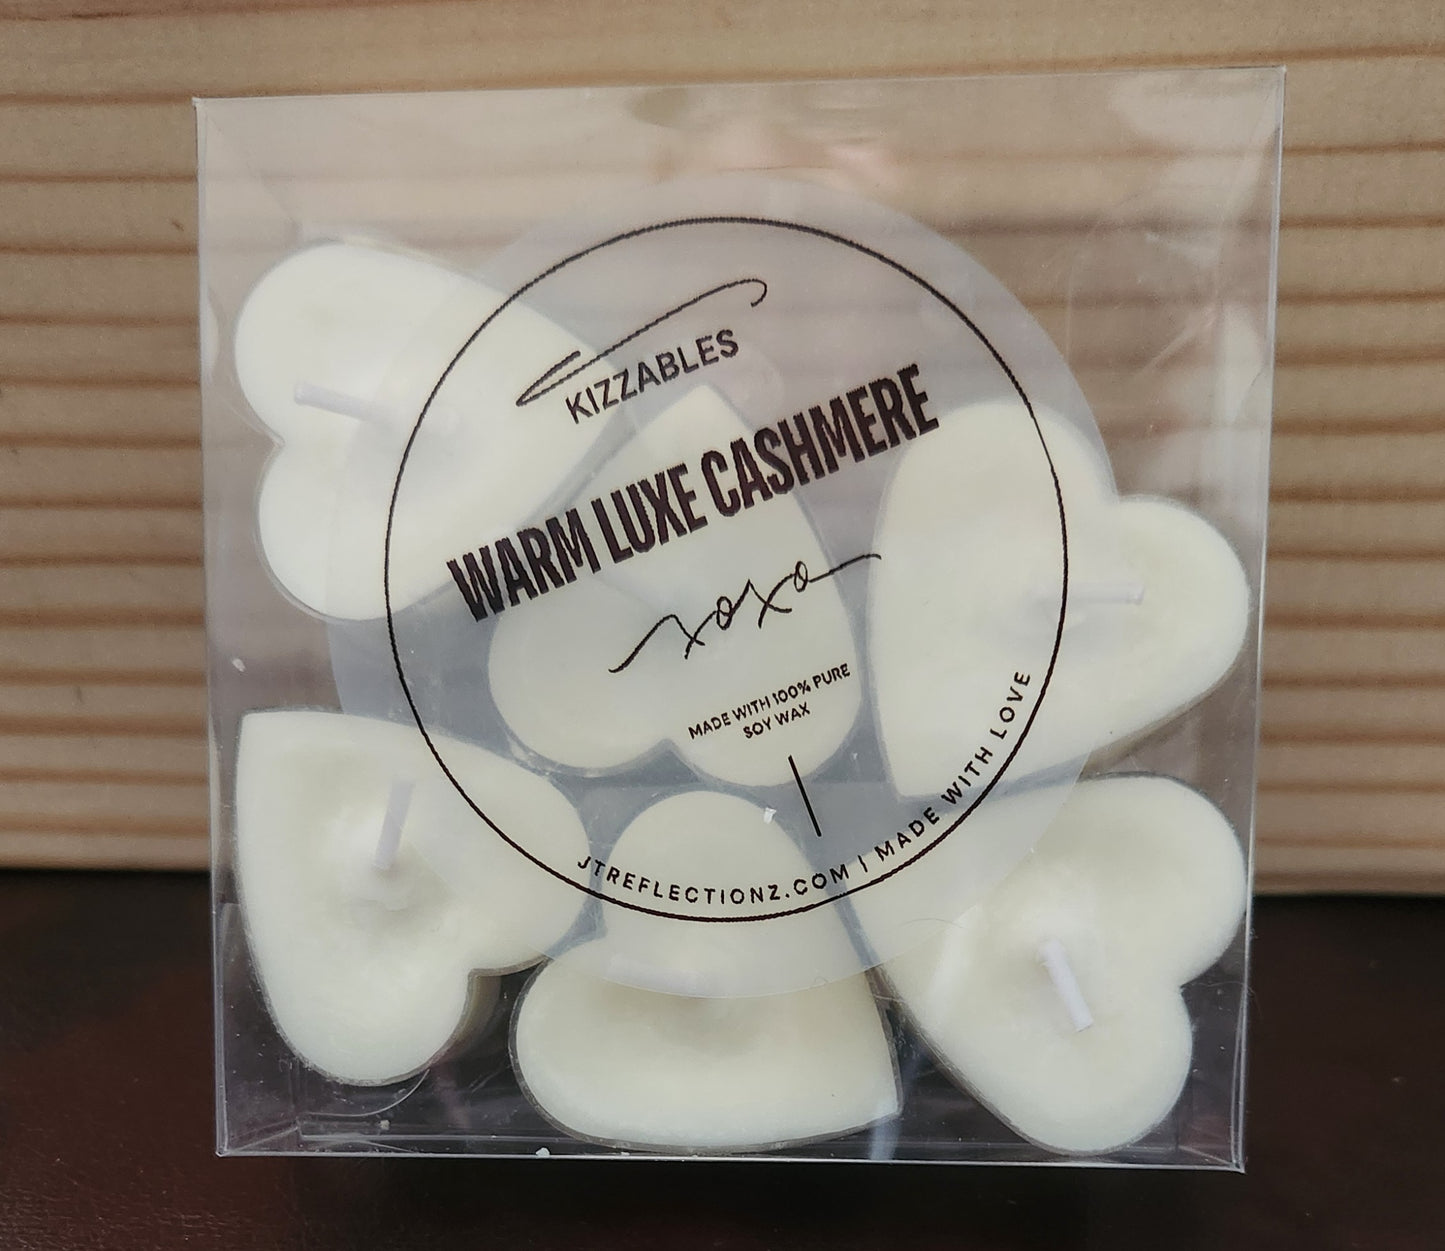 KIZZABLES
WARM LUXE CASHMERE
xoxo
MADE WITH 100% PURE
SOY WAX
JTREFLECTIONZ.COM | MADE WITH LOVE